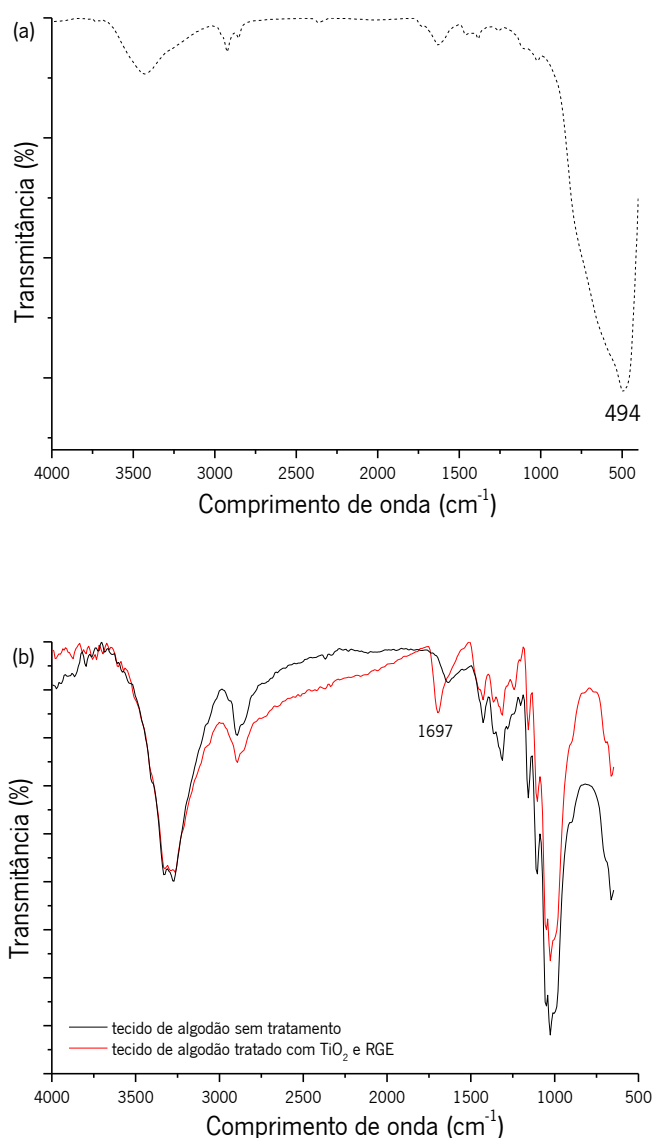 (a)
Transmitância (%)
494
4000 3500 3000 2500 2000 1500 1000 500
Comprimento de onda (cm⁻¹)
(b)
Transmitância (%)
1697
tecido de algodão sem tratamento
tecido de algodão tratado com TiO₂ e RGE
4000 3500 3000 2500 2000 1500 1000 500
Comprimento de onda (cm⁻¹)